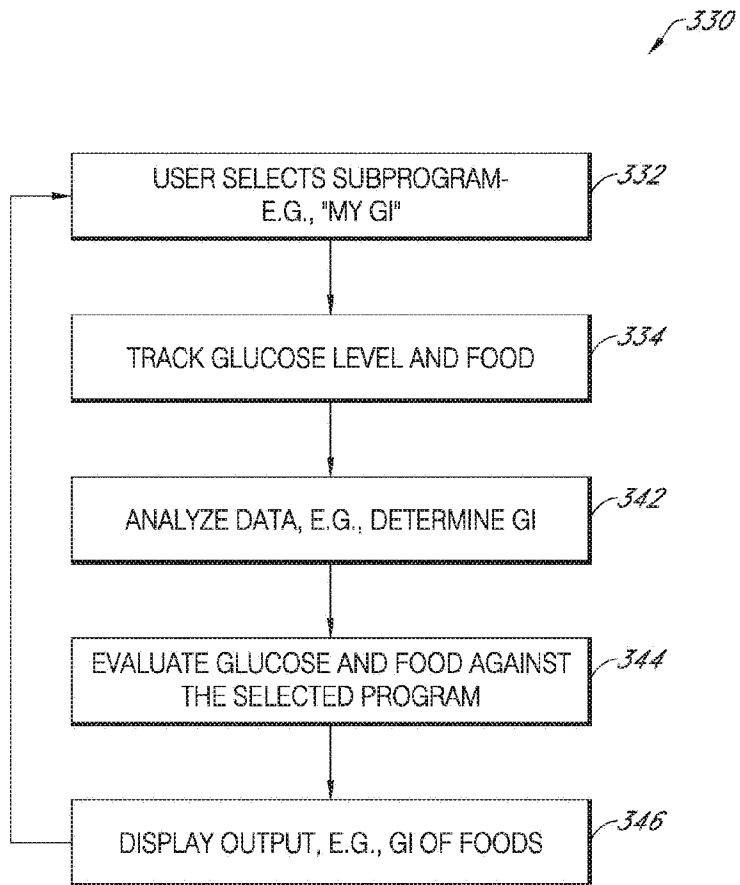 330
USER SELECTS SUBPROGRAM-
E.G., "MY GI"
332
TRACK GLUCOSE LEVEL AND FOOD
334
ANALYZE DATA, E.G., DETERMINE GI
342
EVALUATE GLUCOSE AND FOOD AGAINST
THE SELECTED PROGRAM
344
DISPLAY OUTPUT, E.G., GI OF FOODS
346